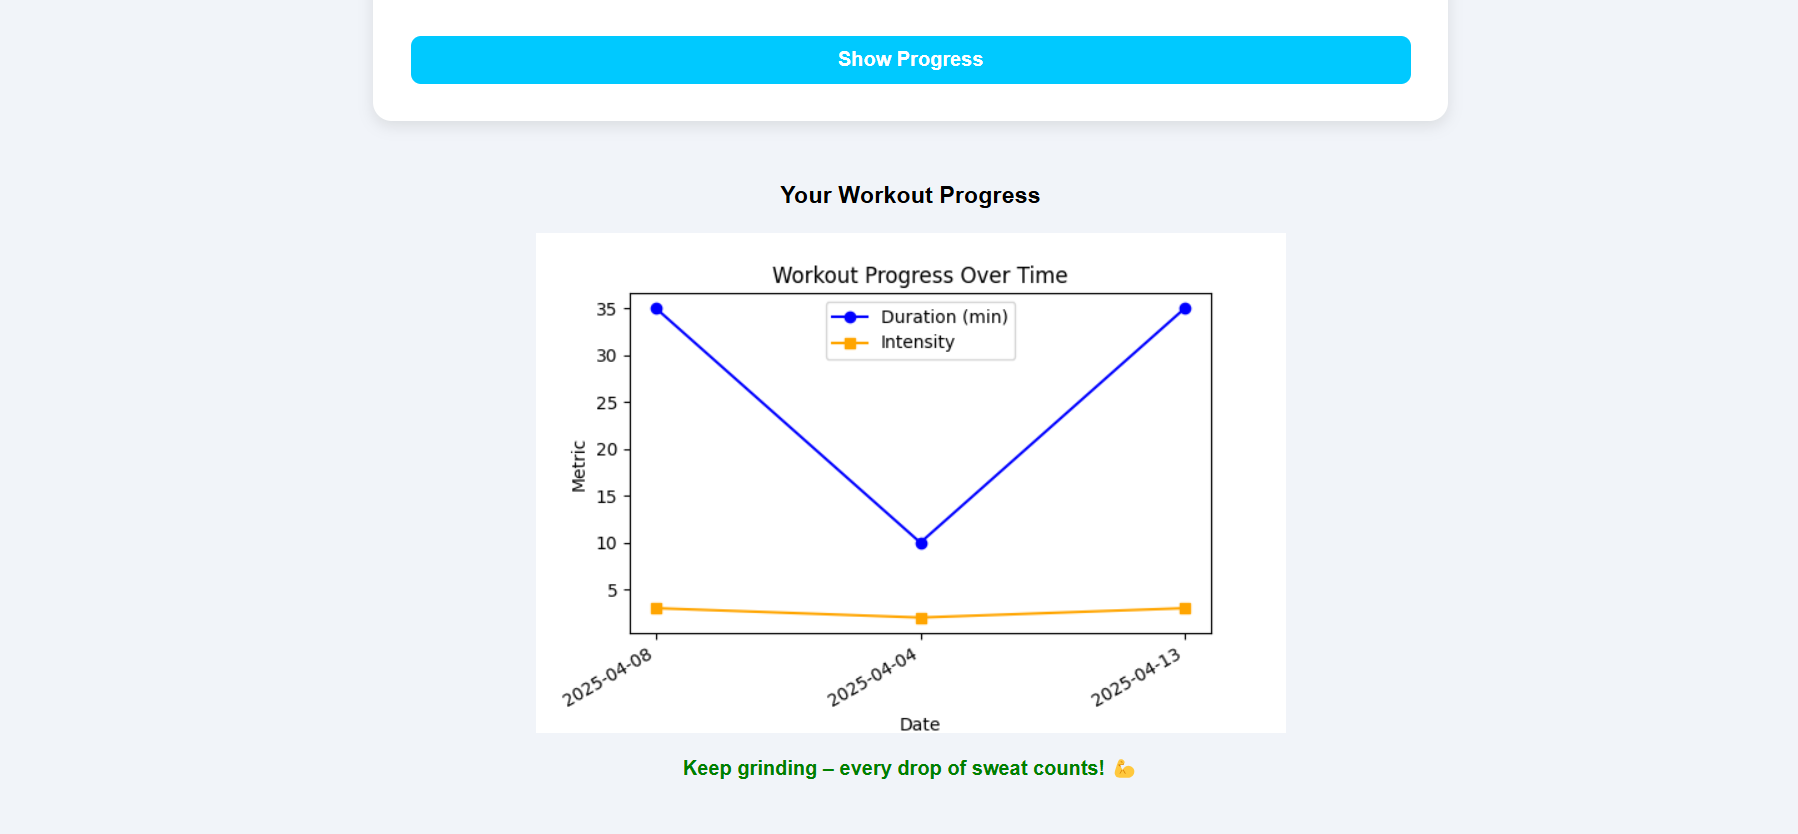 Show Progress
Your Workout Progress
Workout Progress Over Time
Duration (min)
Intensity
35
30
25
20
15
10
5
Metric
2025-04-08
2025-04-04
2025-04-13
Date
Keep grinding – every drop of sweat counts! 💪